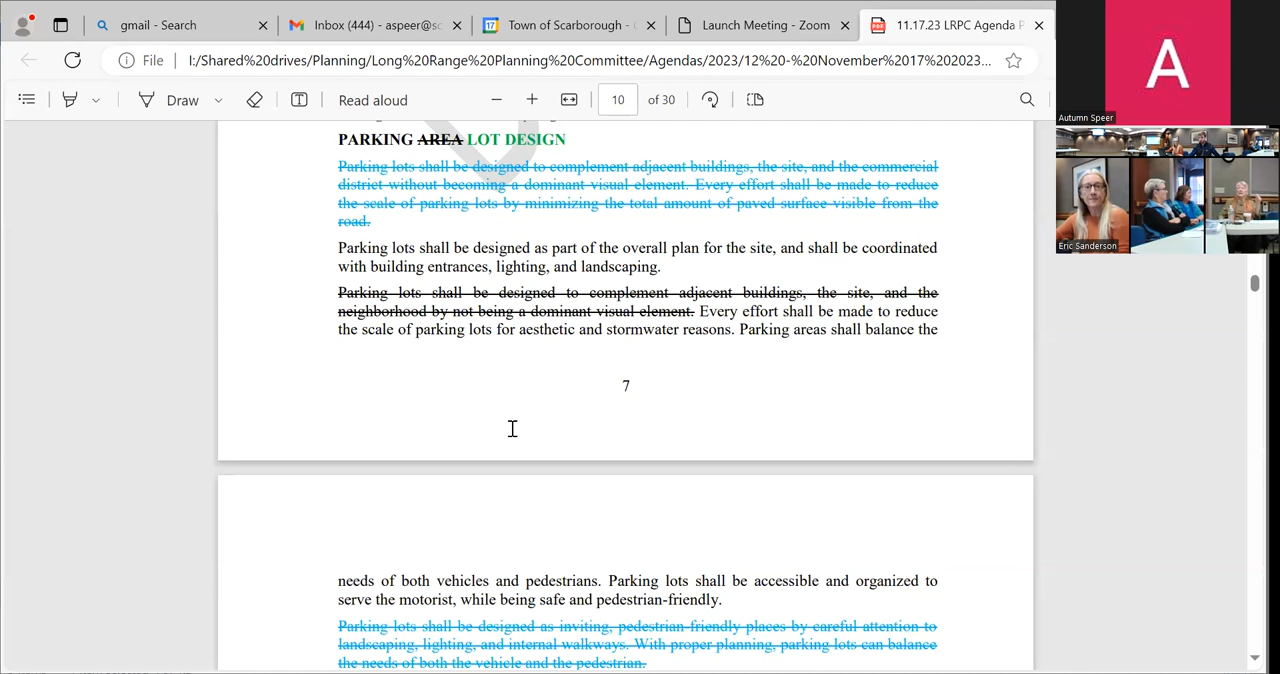 gmail - Search
Inbox (444) - aspeer@sc
Town of Scarborough -
Launch Meeting - Zoom
11.17.23 LRPC Agenda P
File
I:/Shared%20drives/Planning/Long%20Range%20Planning%20Committee/Agendas/2023/12%20-%20November%2017%202023...
Draw
Read aloud
10 of 30
A
Autumn Speer
Eric Sanderson
PARKING AREA LOT DESIGN
Parking lots shall be designed to complement adjacent buildings, the site, and the commercial
district without becoming a dominant visual element. Every effort shall be made to reduce
the scale of parking lots by minimizing the total amount of paved surface visible from the
road.
Parking lots shall be designed as part of the overall plan for the site, and shall be coordinated
with building entrances, lighting, and landscaping.
Parking lots shall be designed to complement adjacent buildings, the site, and the
neighborhood by not being a dominant visual element. Every effort shall be made to reduce
the scale of parking lots for aesthetic and stormwater reasons. Parking areas shall balance the
7
needs of both vehicles and pedestrians. Parking lots shall be accessible and organized to
serve the motorist, while being safe and pedestrian-friendly.
Parking lots shall be designed as inviting, pedestrian friendly places by careful attention to
landscaping, lighting, and internal walkways. With proper planning, parking lots can balance
the needs of both the vehicle and the pedestrian.